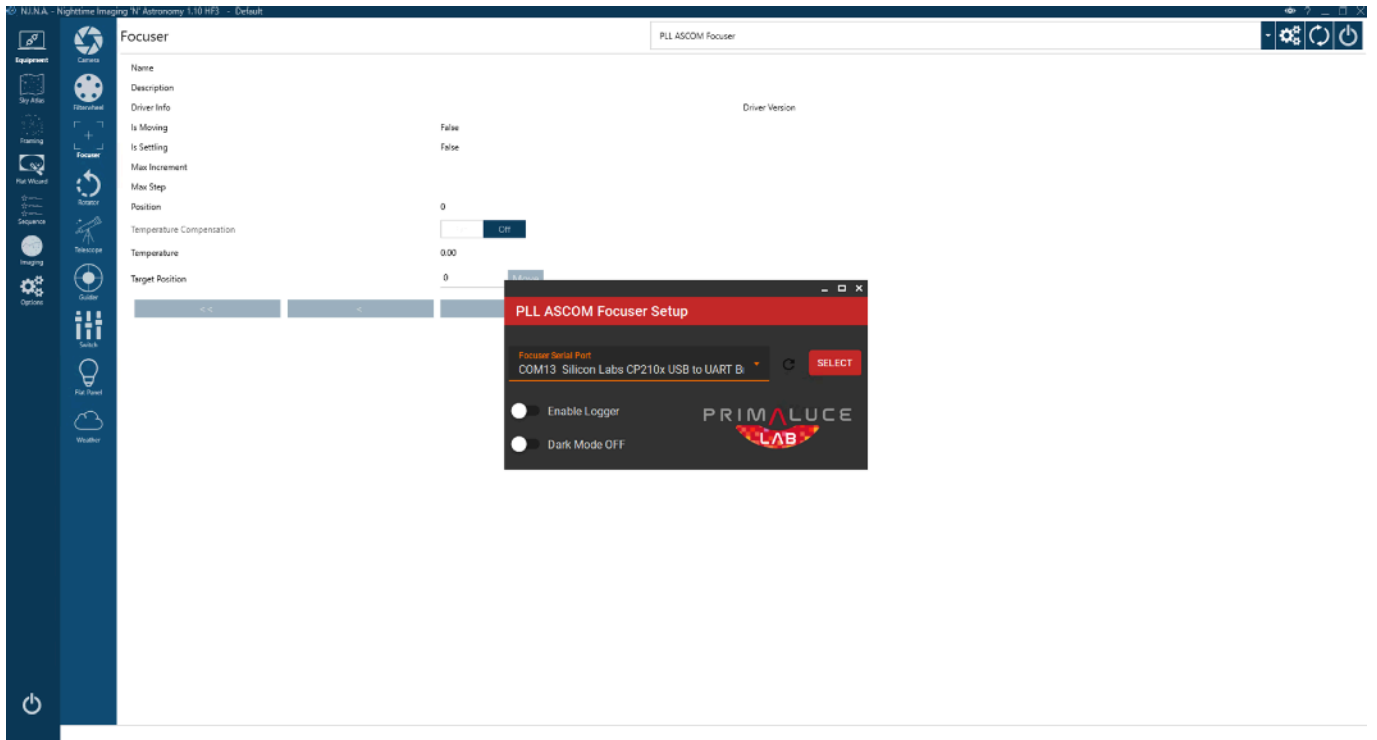 N.I.N.A. - Nighttime Imaging 'N' Astronomy 1.10 HF3 - Default
?
Equipment
Sky Atlas
Framing
Flat Wizard
Sequence
Imaging
Options
Camera
Filterwheel
Focuser
Rotator
Telescope
Guider
Switch
Flat Panel
Weather
Focuser
PLL ASCOM Focuser
Name
Description
Driver Info
Driver Version
Is Moving
False
Is Settling
False
Max Increment
Max Step
Position
0
Temperature Compensation
Off
Temperature
0.00
Target Position
0
Move
<<
<
PLL ASCOM Focuser Setup
Focuser Serial Port
COM13 Silicon Labs CP210x USB to UART B
SELECT
Enable Logger
Dark Mode OFF
PRIMALUCE
LAB